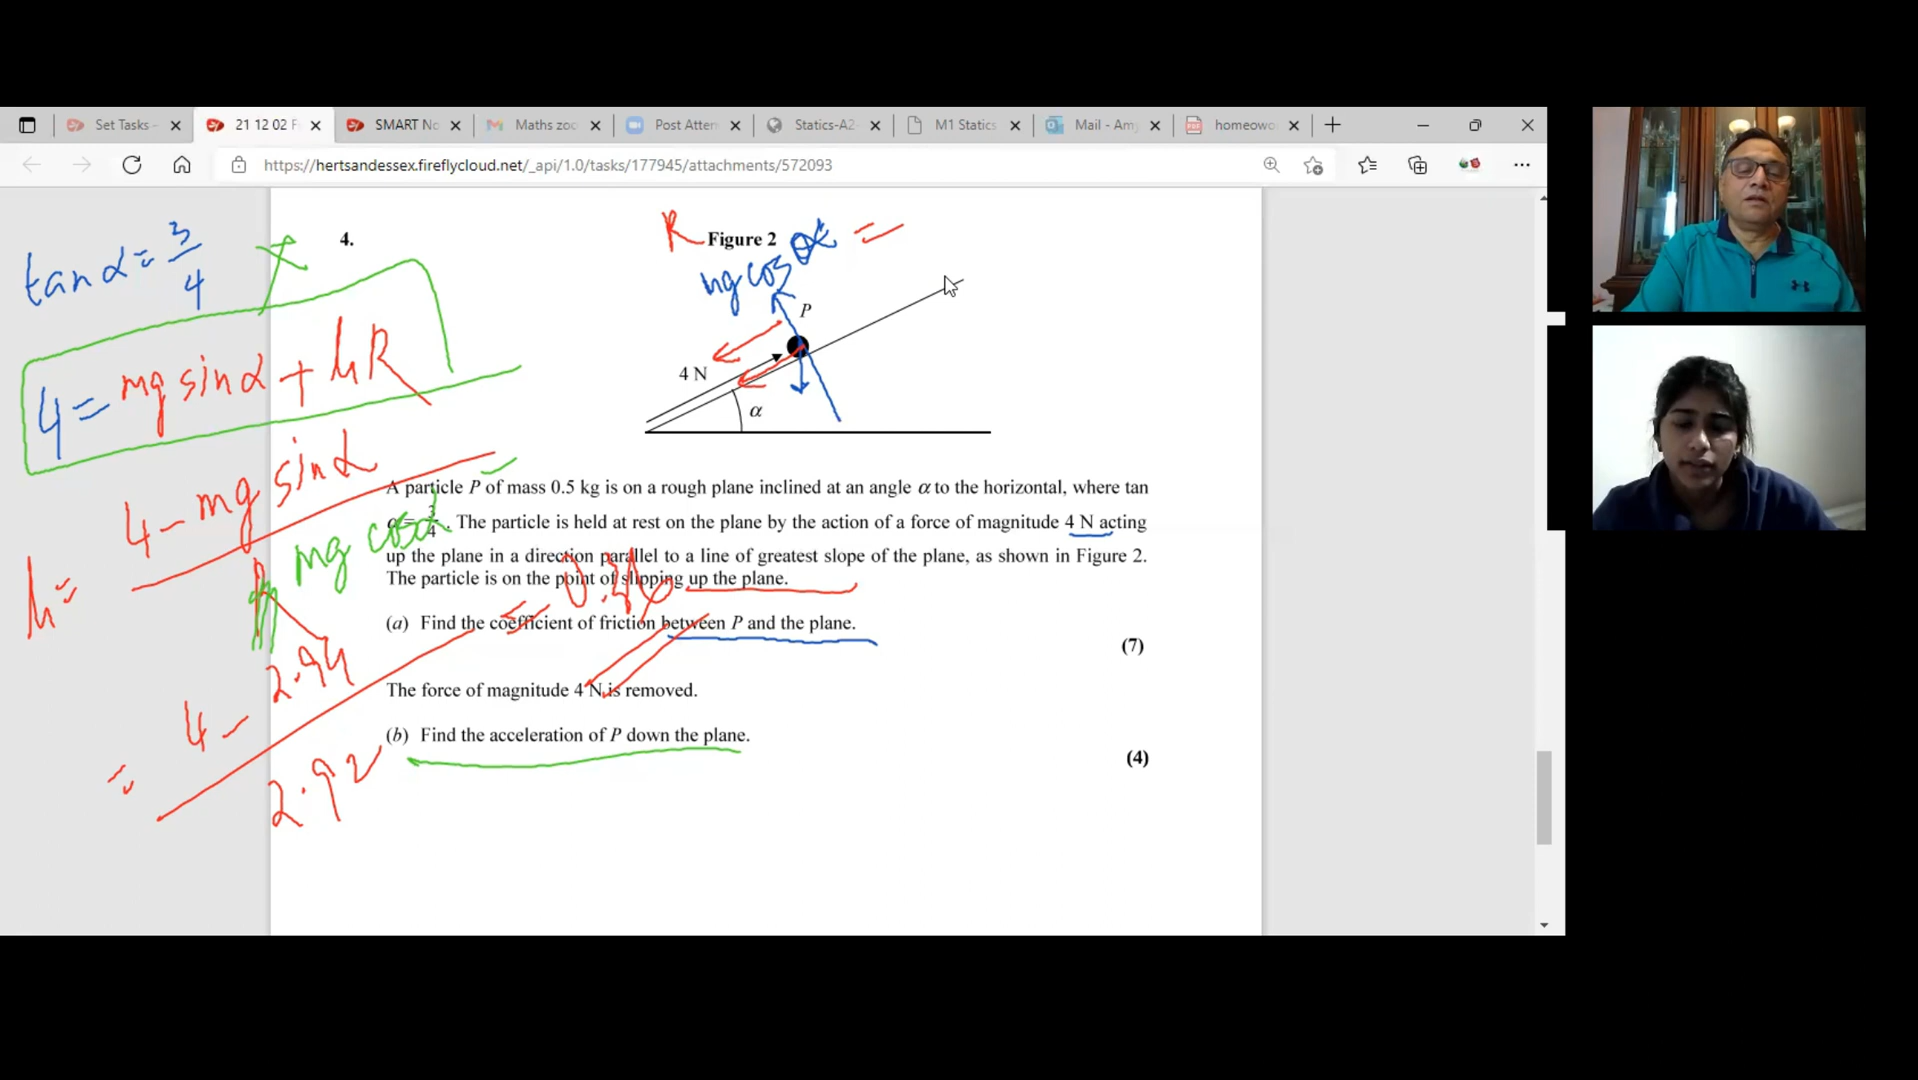 Set Tasks -
21 12 02 F
SMART No
Maths zoo
Post Atten
Statics-A2-
M1 Statics
Mail - Am
homeowo
https://hertsandessex.fireflycloud.net/_api/1.0/tasks/177945/attachments/572093
tan α = 3/4
4.
R Figure 2 =
mg cos α
P
4 N
α
4 = mg sin α + μR
μ = 4 - mg sin α
mg cos α
= 0.36
= 4 - 2.94
2.92
A particle P of mass 0.5 kg is on a rough plane inclined at an angle α to the horizontal, where tan
α = 3/4. The particle is held at rest on the plane by the action of a force of magnitude 4 N acting
up the plane in a direction parallel to a line of greatest slope of the plane, as shown in Figure 2.
The particle is on the point of slipping up the plane.
(a) Find the coefficient of friction between P and the plane.
(7)
The force of magnitude 4 N is removed.
(b) Find the acceleration of P down the plane.
(4)